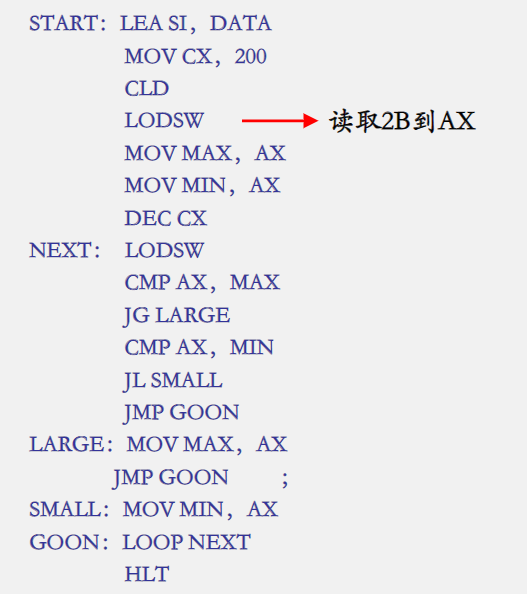 START：LEA SI，DATA
MOV CX，200
CLD
LODSW 读取2B到AX
MOV MAX，AX
MOV MIN，AX
DEC CX
NEXT： LODSW
CMP AX，MAX
JG LARGE
CMP AX，MIN
JL SMALL
JMP GOON
LARGE：MOV MAX，AX
JMP GOON ；
SMALL：MOV MIN，AX
GOON：LOOP NEXT
HLT